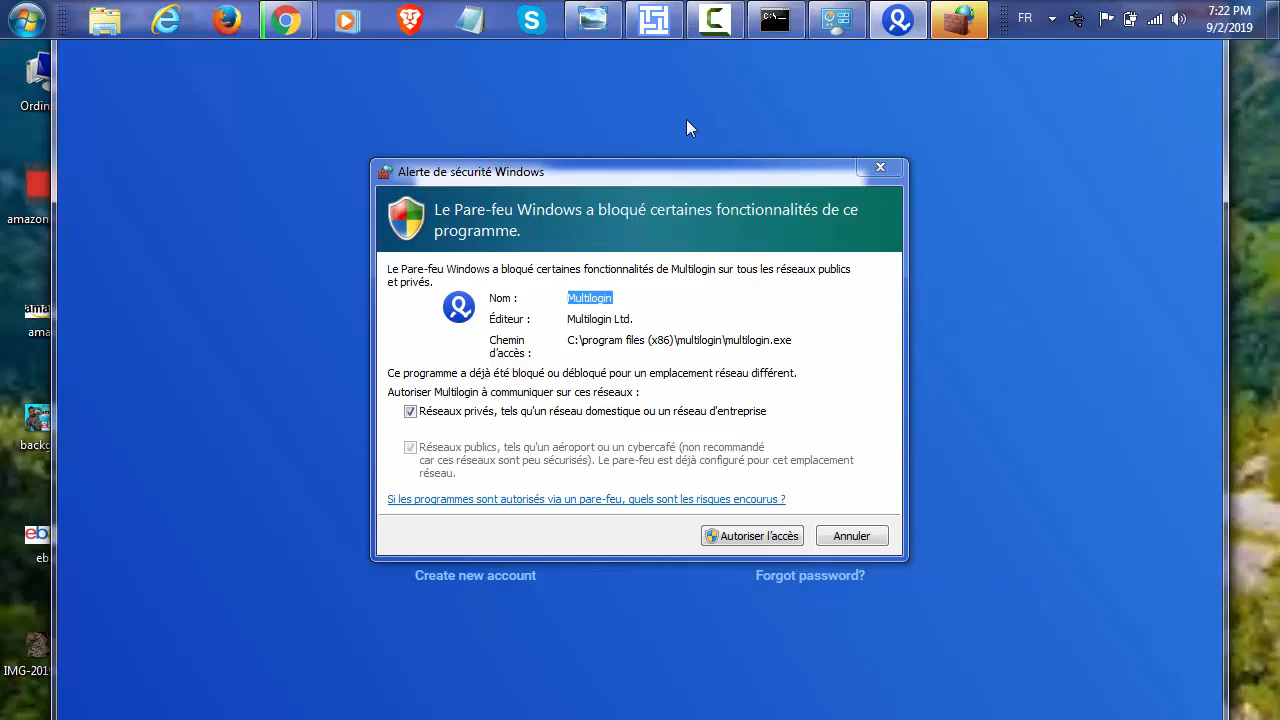 FR
7:22 PM
9/2/2019
C:\
Ordin
amazon
amaz
ama
backg
ebay
eb
IMG-201
Alerte de sécurité Windows
Le Pare-feu Windows a bloqué certaines fonctionnalités de ce
programme.
Le Pare-feu Windows a bloqué certaines fonctionnalités de Multilogin sur tous les réseaux publics
et privés.
Nom : Multilogin
Éditeur : Multilogin Ltd.
Chemin C:\program files (x86)\multilogin\multilogin.exe
d'accès :
Ce programme a déjà été bloqué ou débloqué pour un emplacement réseau différent.
Autoriser Multilogin à communiquer sur ces réseaux :
Réseaux privés, tels qu'un réseau domestique ou un réseau d'entreprise
Réseaux publics, tels qu'un aéroport ou un cybercafé (non recommandé
car ces réseaux sont peu sécurisés). Le pare-feu est déjà configuré pour cet emplacement
réseau.
Si les programmes sont autorisés via un pare-feu, quels sont les risques encourus ?
Autoriser l'accès Annuler
Create new account Forgot password?